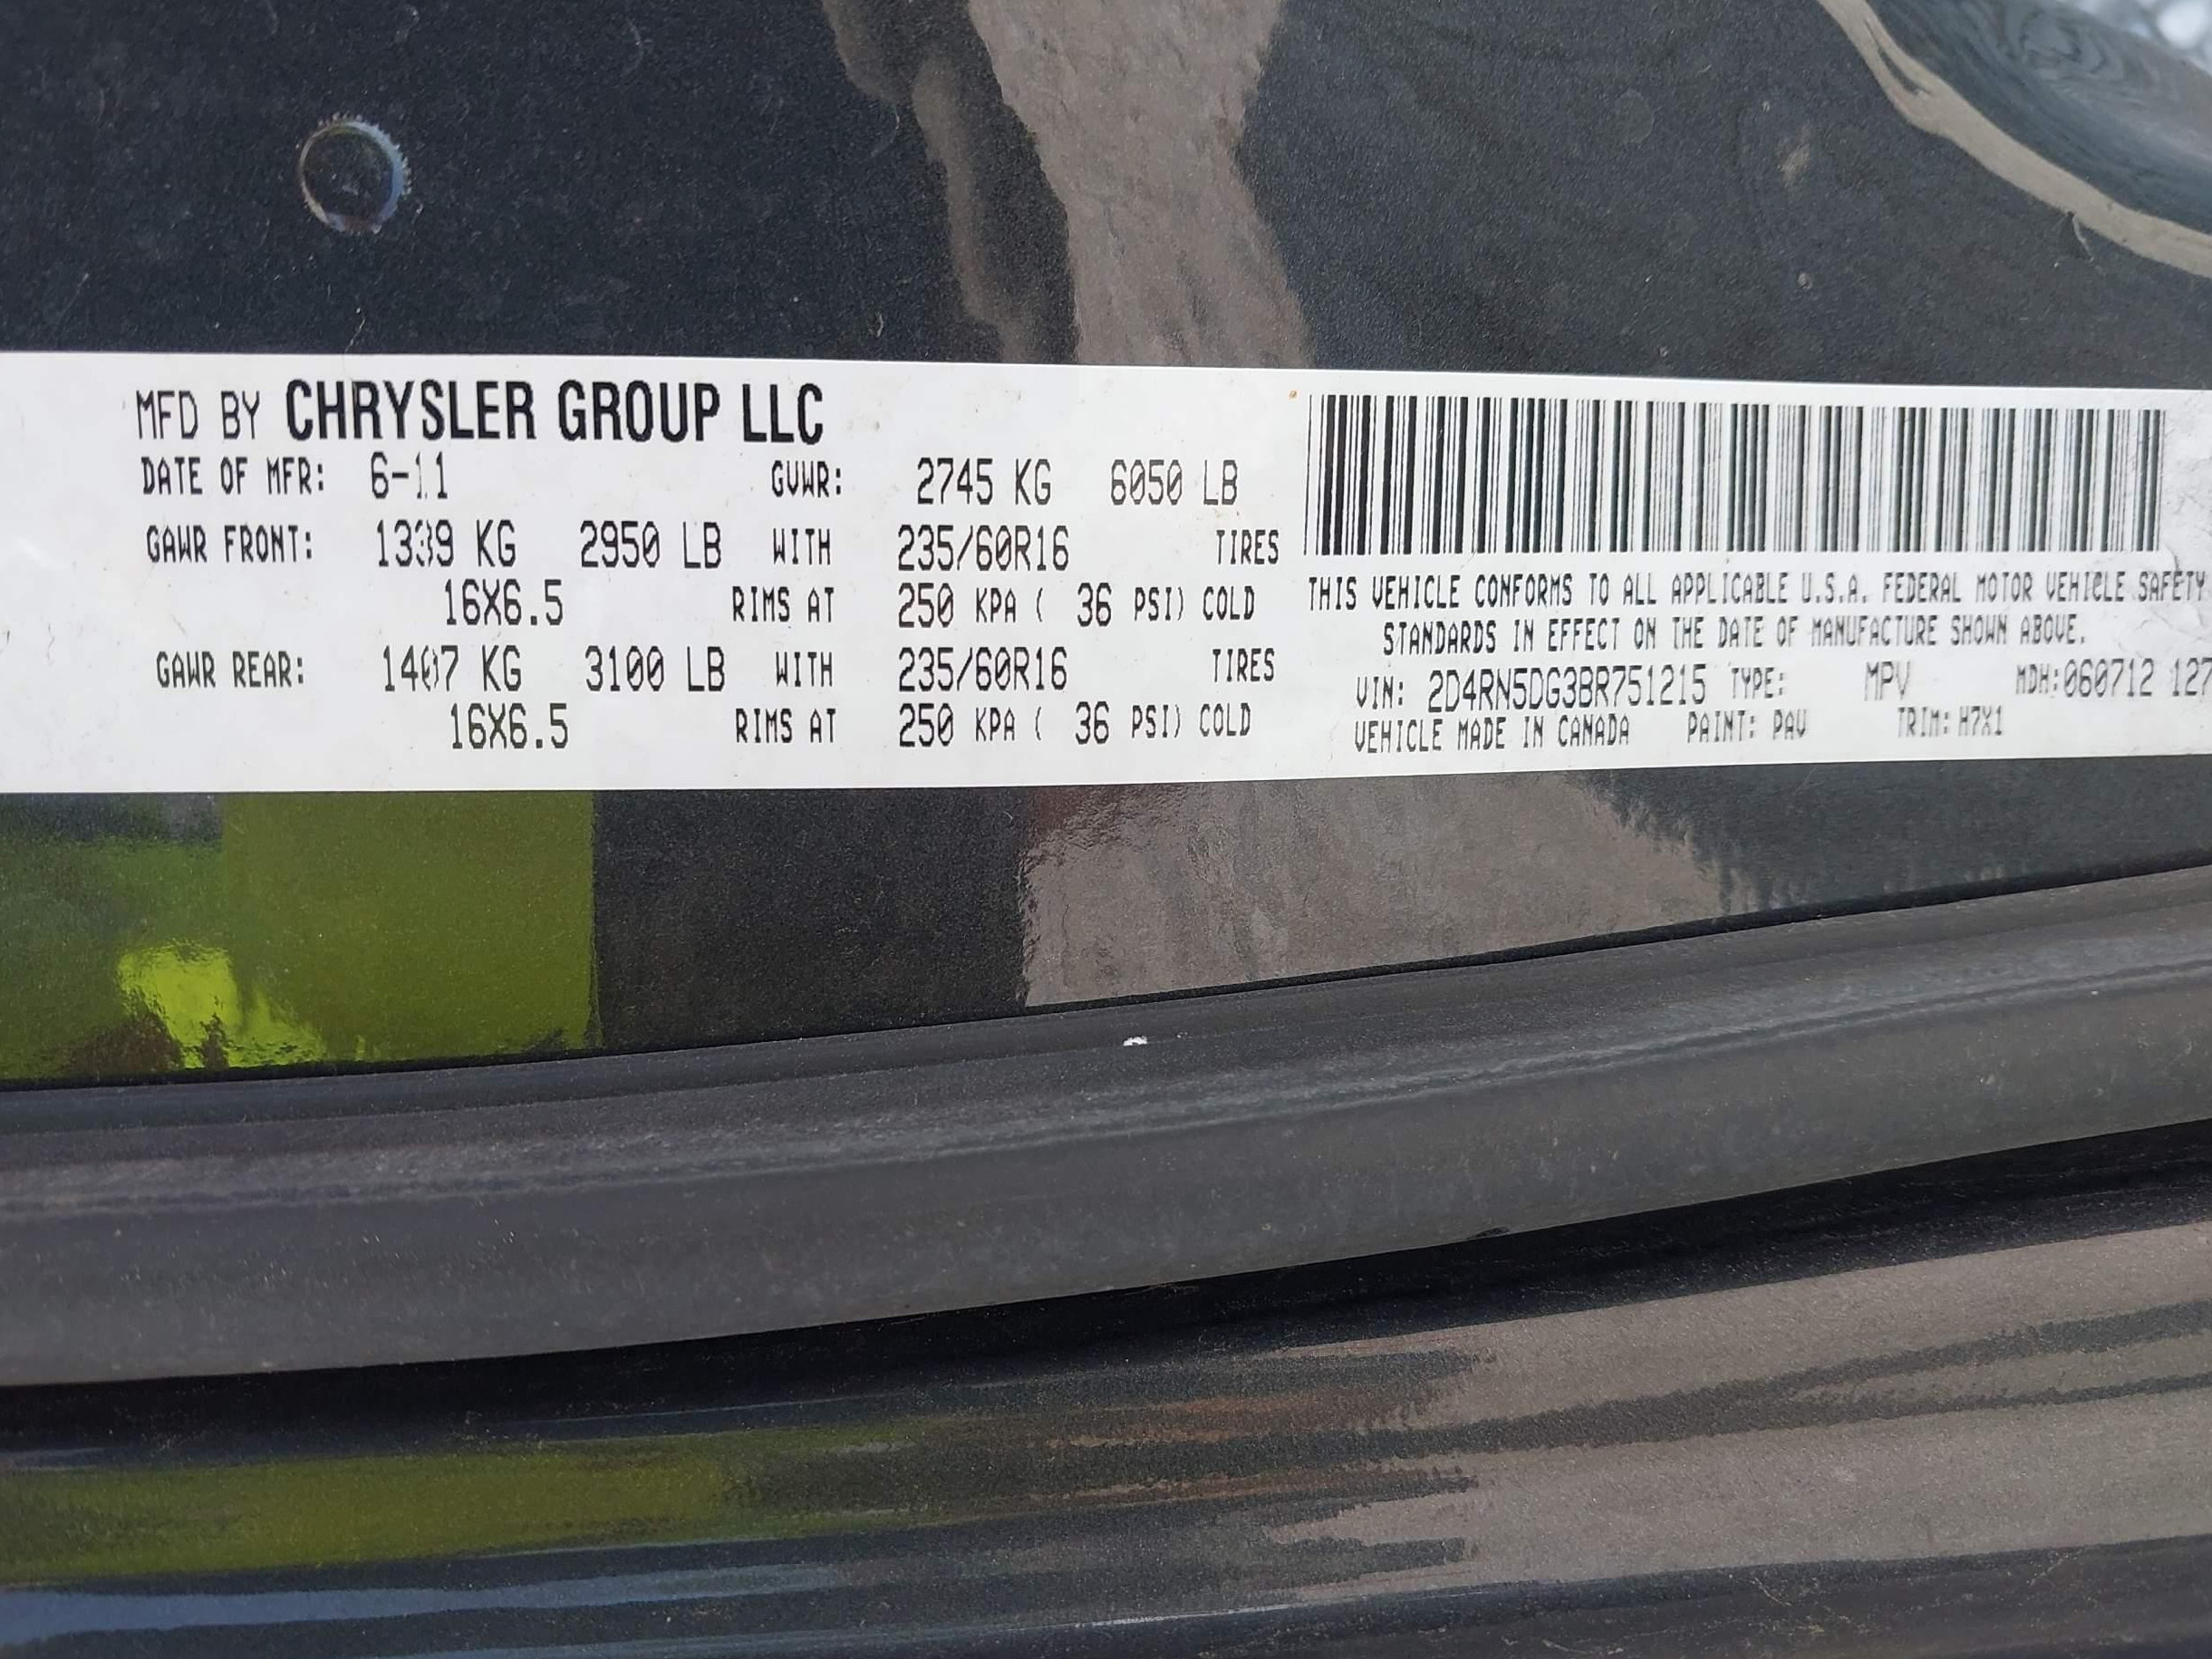 MFD BY CHRYSLER GROUP LLC
DATE OF MFR: 6-11 GVWR: 2745 KG 6050 LB
GAWR FRONT: 1339 KG 2950 LB WITH 235/60R16 TIRES
16X6.5 RIMS AT 250 KPA ( 36 PSI) COLD
GAWR REAR: 1407 KG 3100 LB WITH 235/60R16 TIRES
16X6.5 RIMS AT 250 KPA ( 36 PSI) COLD
THIS VEHICLE CONFORMS TO ALL APPLICABLE U.S.A. FEDERAL MOTOR VEHICLE SAFETY
STANDARDS IN EFFECT ON THE DATE OF MANUFACTURE SHOWN ABOVE.
VIN: 2D4RN5DG3BR751215 TYPE: MPV MDH:060712 127
VEHICLE MADE IN CANADA PAINT: PAV TRIM: H7X1